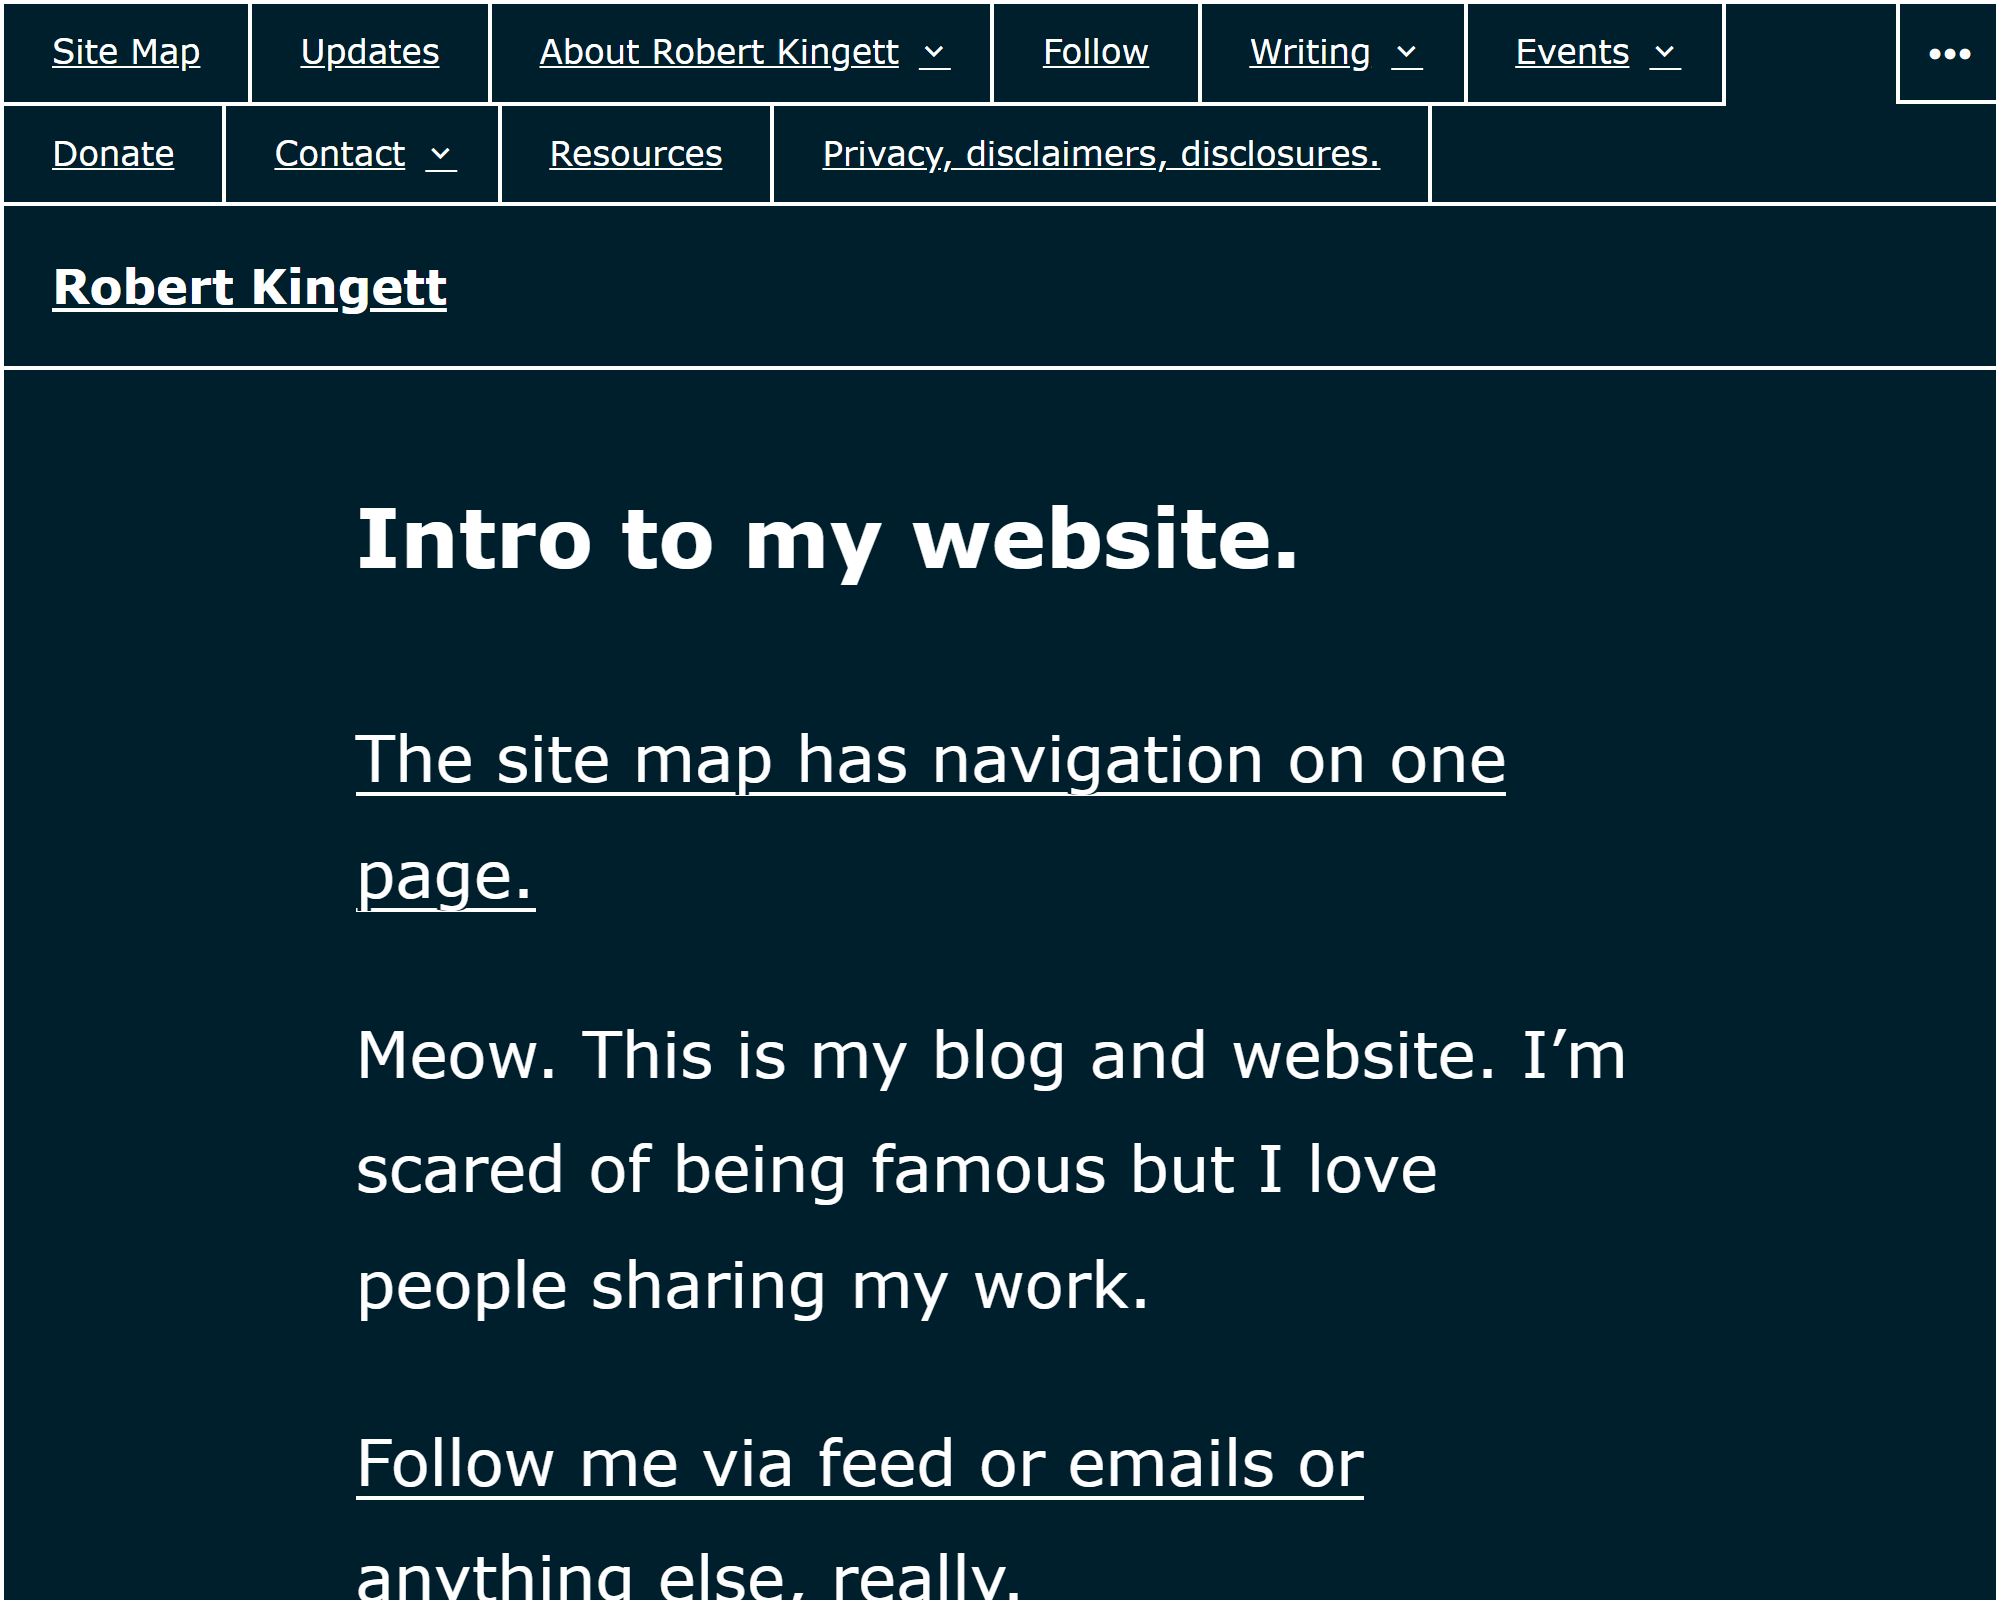 Site Map Updates About Robert Kingett Follow Writing Events •••
Donate Contact Resources Privacy, disclaimers, disclosures.
Robert Kingett
Intro to my website.
The site map has navigation on one
page.
Meow. This is my blog and website. I’m
scared of being famous but I love
people sharing my work.
Follow me via feed or emails or
anything else, really.